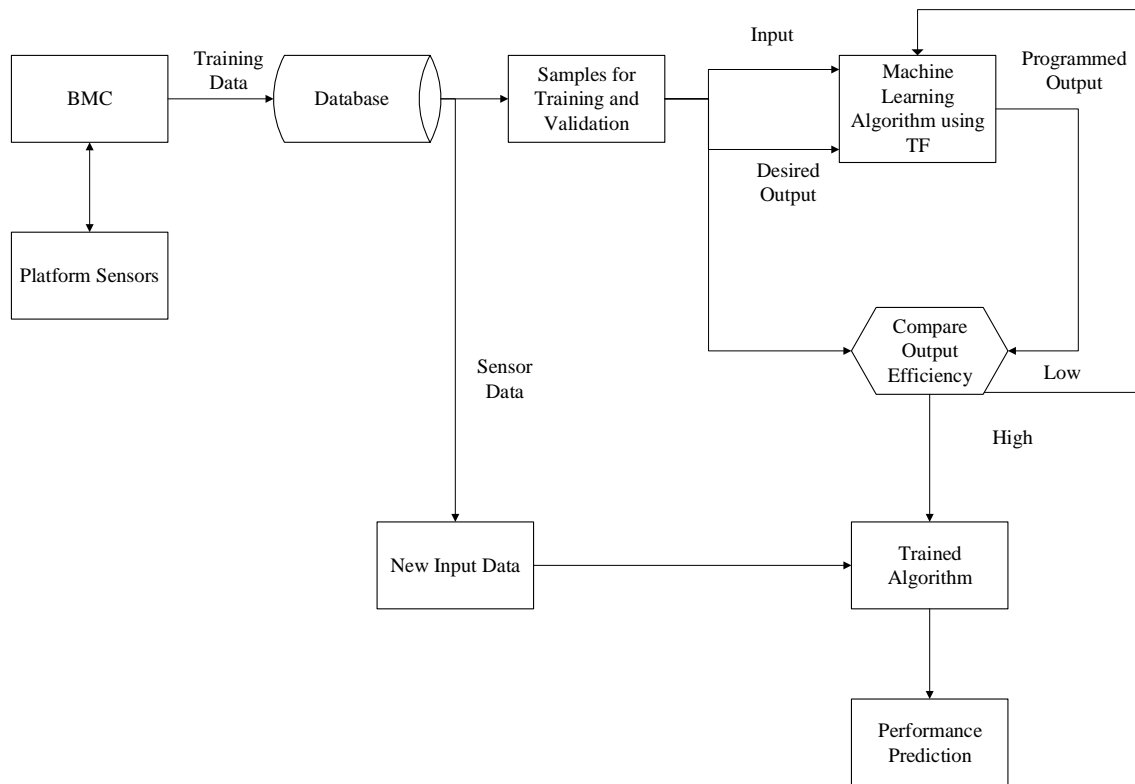 BMC
Training
Data
Database
Samples for
Training and
Validation
Input
Desired
Output
Machine
Learning
Algorithm using
TF
Programmed
Output
Platform Sensors
Compare
Output
Efficiency
Low
High
Sensor
Data
New Input Data
Trained
Algorithm
Performance
Prediction